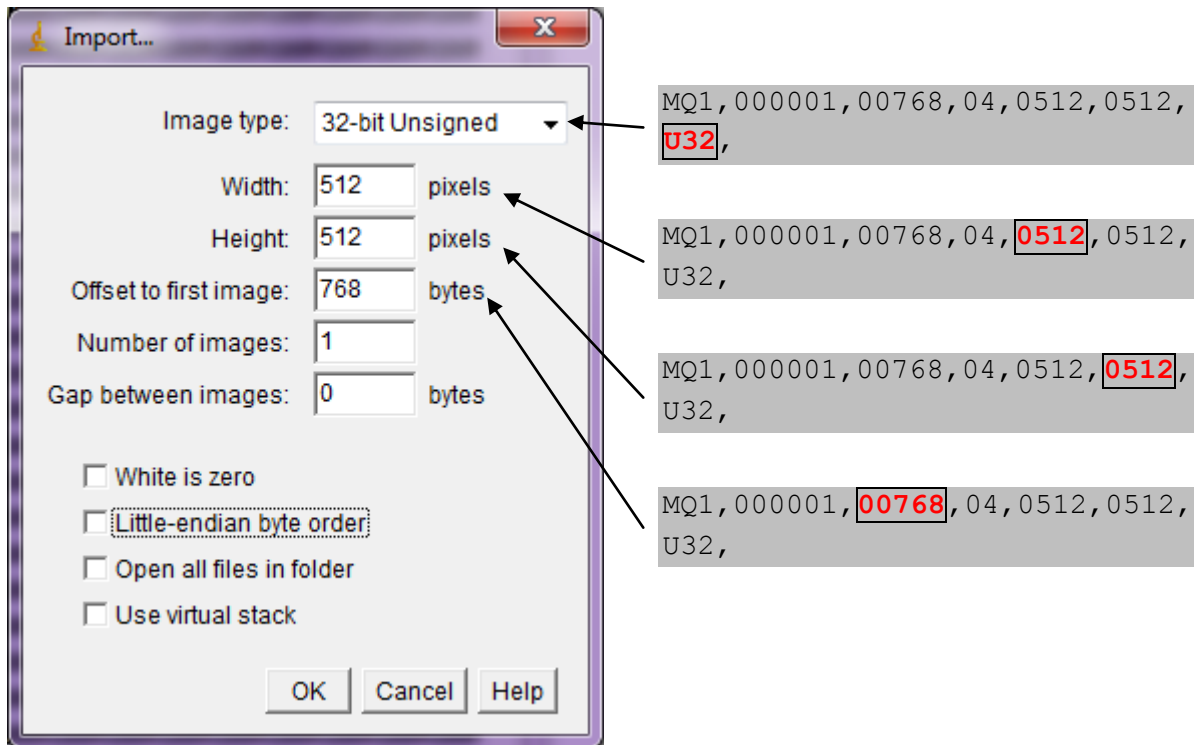 Import...
Image type: 32-bit Unsigned
Width: 512 pixels
Height: 512 pixels
Offset to first image: 768 bytes
Number of images: 1
Gap between images: 0 bytes
White is zero
Little-endian byte order
Open all files in folder
Use virtual stack
OK Cancel Help
MQ1,000001,00768,04,0512,0512,
U32,
MQ1,000001,00768,04,0512,0512,
U32,
MQ1,000001,00768,04,0512,0512,
U32,
MQ1,000001,00768,04,0512,0512,
U32,